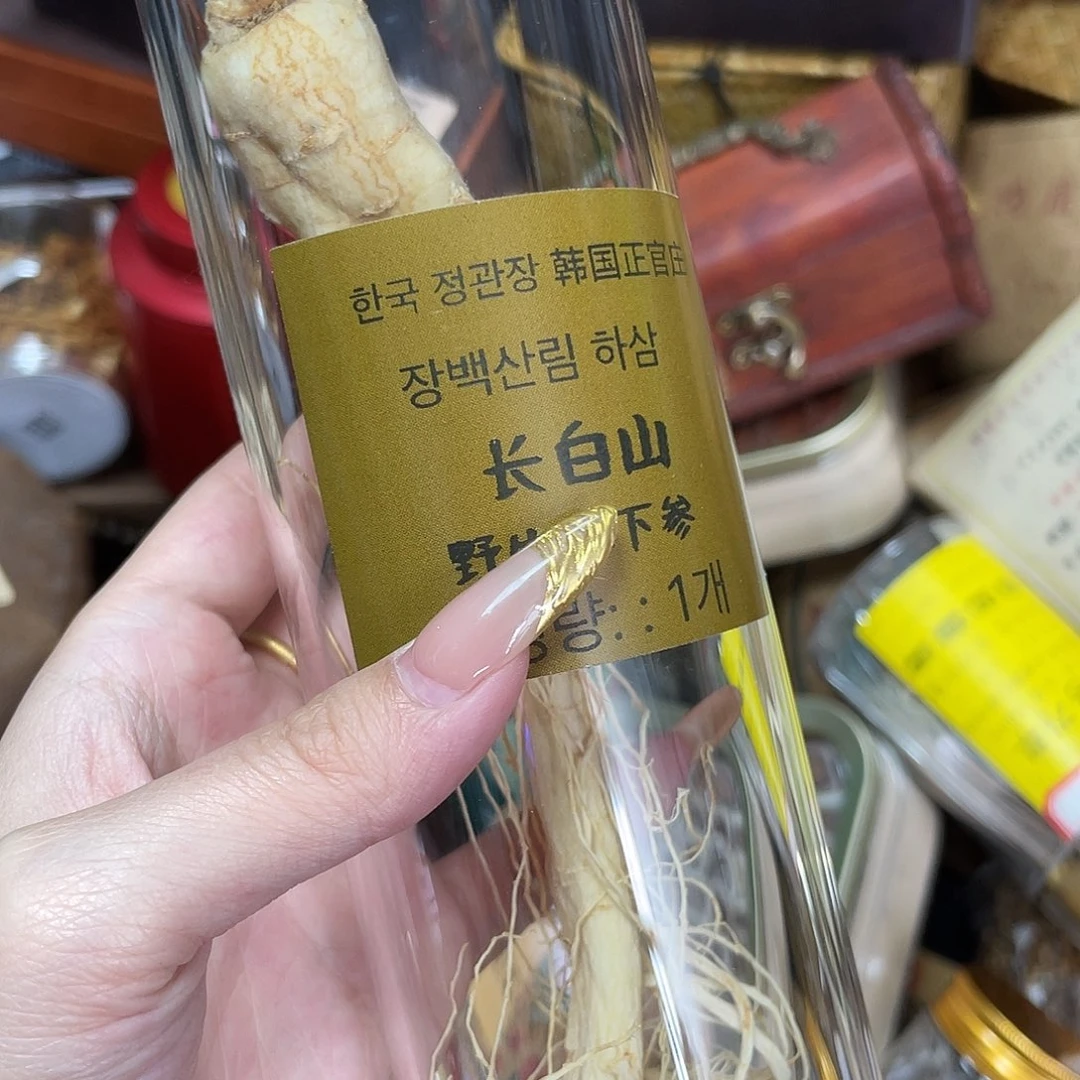 한국 정관장 韩国正官庄
장백산림 하삼
长白山
野 下参
량: : 1개